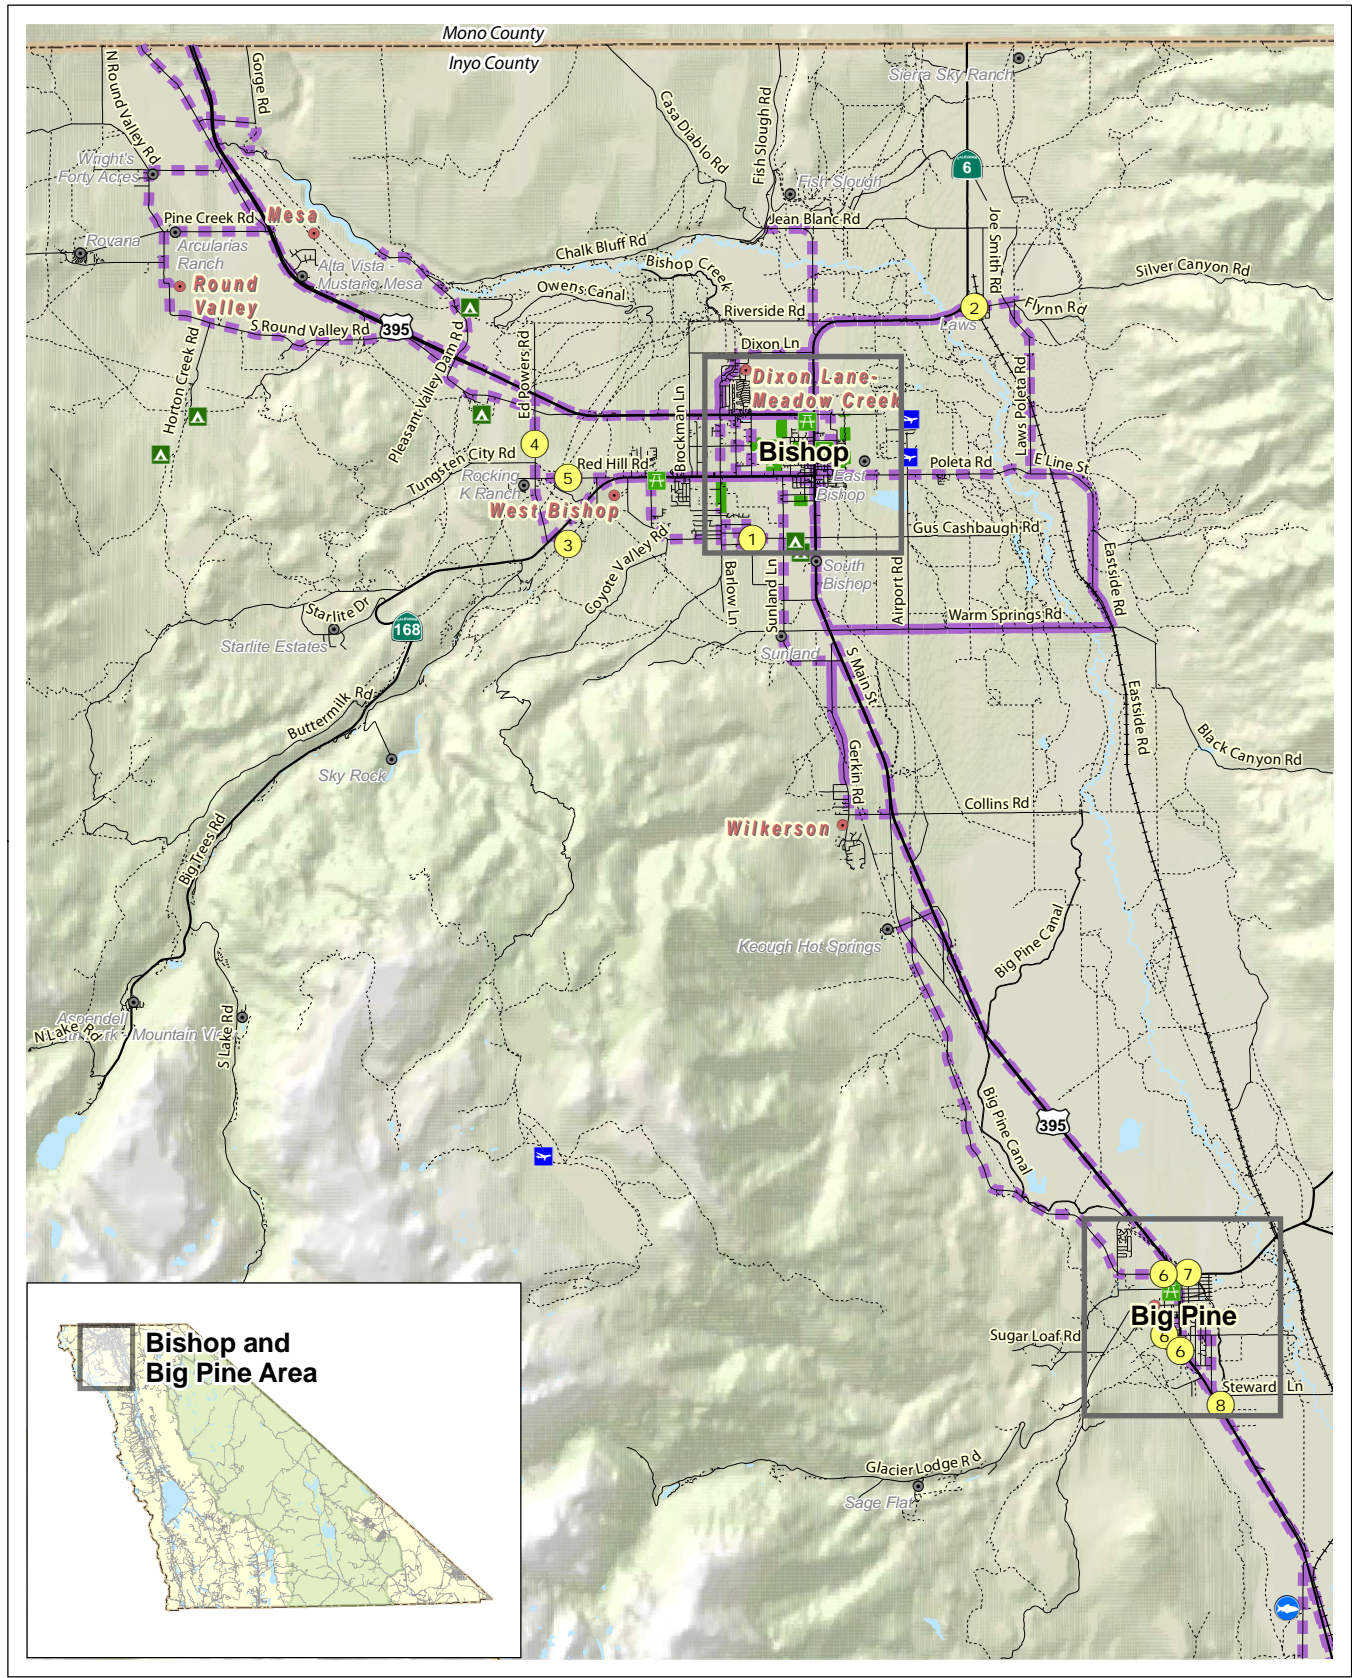 Mono County
Inyo County
N Round Valley Rd
Gorge Rd
Casa Diablo Rd
Fish Slough Rd
Sierra Sky Ranch
6
Wright's
Forty Acres
Fish Slough
Pine Creek Rd
Mesa
Jean Blanc Rd
Joe Smith Rd
Rovana
Arcularias
Ranch
Chalk Bluff Rd
Bishop Creek
Silver Canyon Rd
Alta Vista -
Mustang Mesa
Round
Valley
Owens Canal
Riverside Rd
2
Flynn Rd
Laws
S Round Valley Rd
395
Dixon Ln
Horton Creek Rd
Pleasant Valley Dam Rd
Ed Powers Rd
Brockman Ln
Dixon Lane-
Meadow Creek
Laws Poleta Rd
4
Bishop
Tungsten City Rd
Red Hill Rd
Poleta Rd
E Line St
Rocking
K Ranch
5
East
Bishop
West Bishop
Gus Cashbaugh Rd
3
1
Coyote Valley Rd
Barlow Ln
Sunland Ln
South
Bishop
Airport Rd
Eastside Rd
Starlite Dr
168
Warm Springs Rd
Starlite Estates
Sunland
S Main St
Eastside Rd
Buttermilk Rd
Black Canyon Rd
Sky Rock
Gerkin Rd
Collins Rd
Wilkerson
Big Trees Rd
Big Pine Canal
Keough Hot Springs
Aspendell
N Lake Rd
Mountain
S Lake Rd
Big Pine Canal
395
6
7
Big Pine
Sugar Loaf Rd
6
6
Steward Ln
8
Bishop and
Big Pine Area
Glacier Lodge Rd
Sage Flat